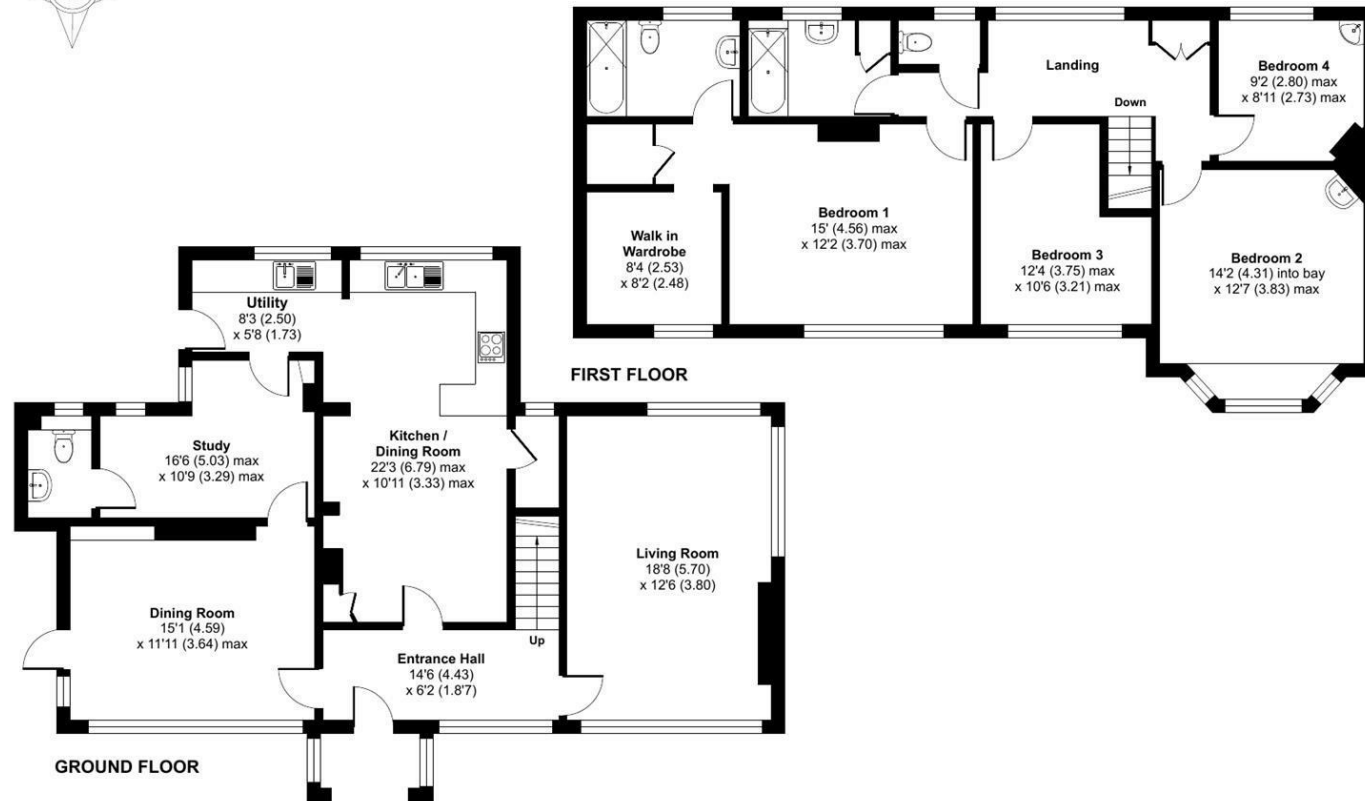 Landing
Down
Bedroom 4
9'2 (2.80) max
x 8'11 (2.73) max
Walk in
Wardrobe
8'4 (2.53)
x 8'2 (2.48)
Bedroom 1
15' (4.56) max
x 12'2 (3.70) max
Bedroom 3
12'4 (3.75) max
x 10'6 (3.21) max
Bedroom 2
14'2 (4.31) into bay
x 12'7 (3.83) max
FIRST FLOOR
Utility
8'3 (2.50)
x 5'8 (1.73)
Study
16'6 (5.03) max
x 10'9 (3.29) max
Kitchen /
Dining Room
22'3 (6.79) max
x 10'11 (3.33) max
Living Room
18'8 (5.70)
x 12'6 (3.80)
Dining Room
15'1 (4.59)
x 11'11 (3.64) max
Up
Entrance Hall
14'6 (4.43)
x 6'2 (1.8'7)
GROUND FLOOR